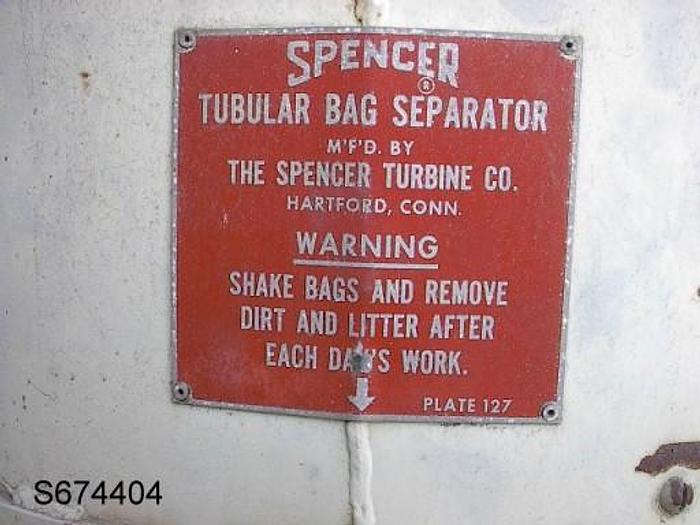 SPENCER
®
TUBULAR BAG SEPARATOR
M'F'D. BY
THE SPENCER TURBINE CO.
HARTFORD, CONN.
WARNING
SHAKE BAGS AND REMOVE
DIRT AND LITTER AFTER
EACH DAY'S WORK.
PLATE 127
S674404